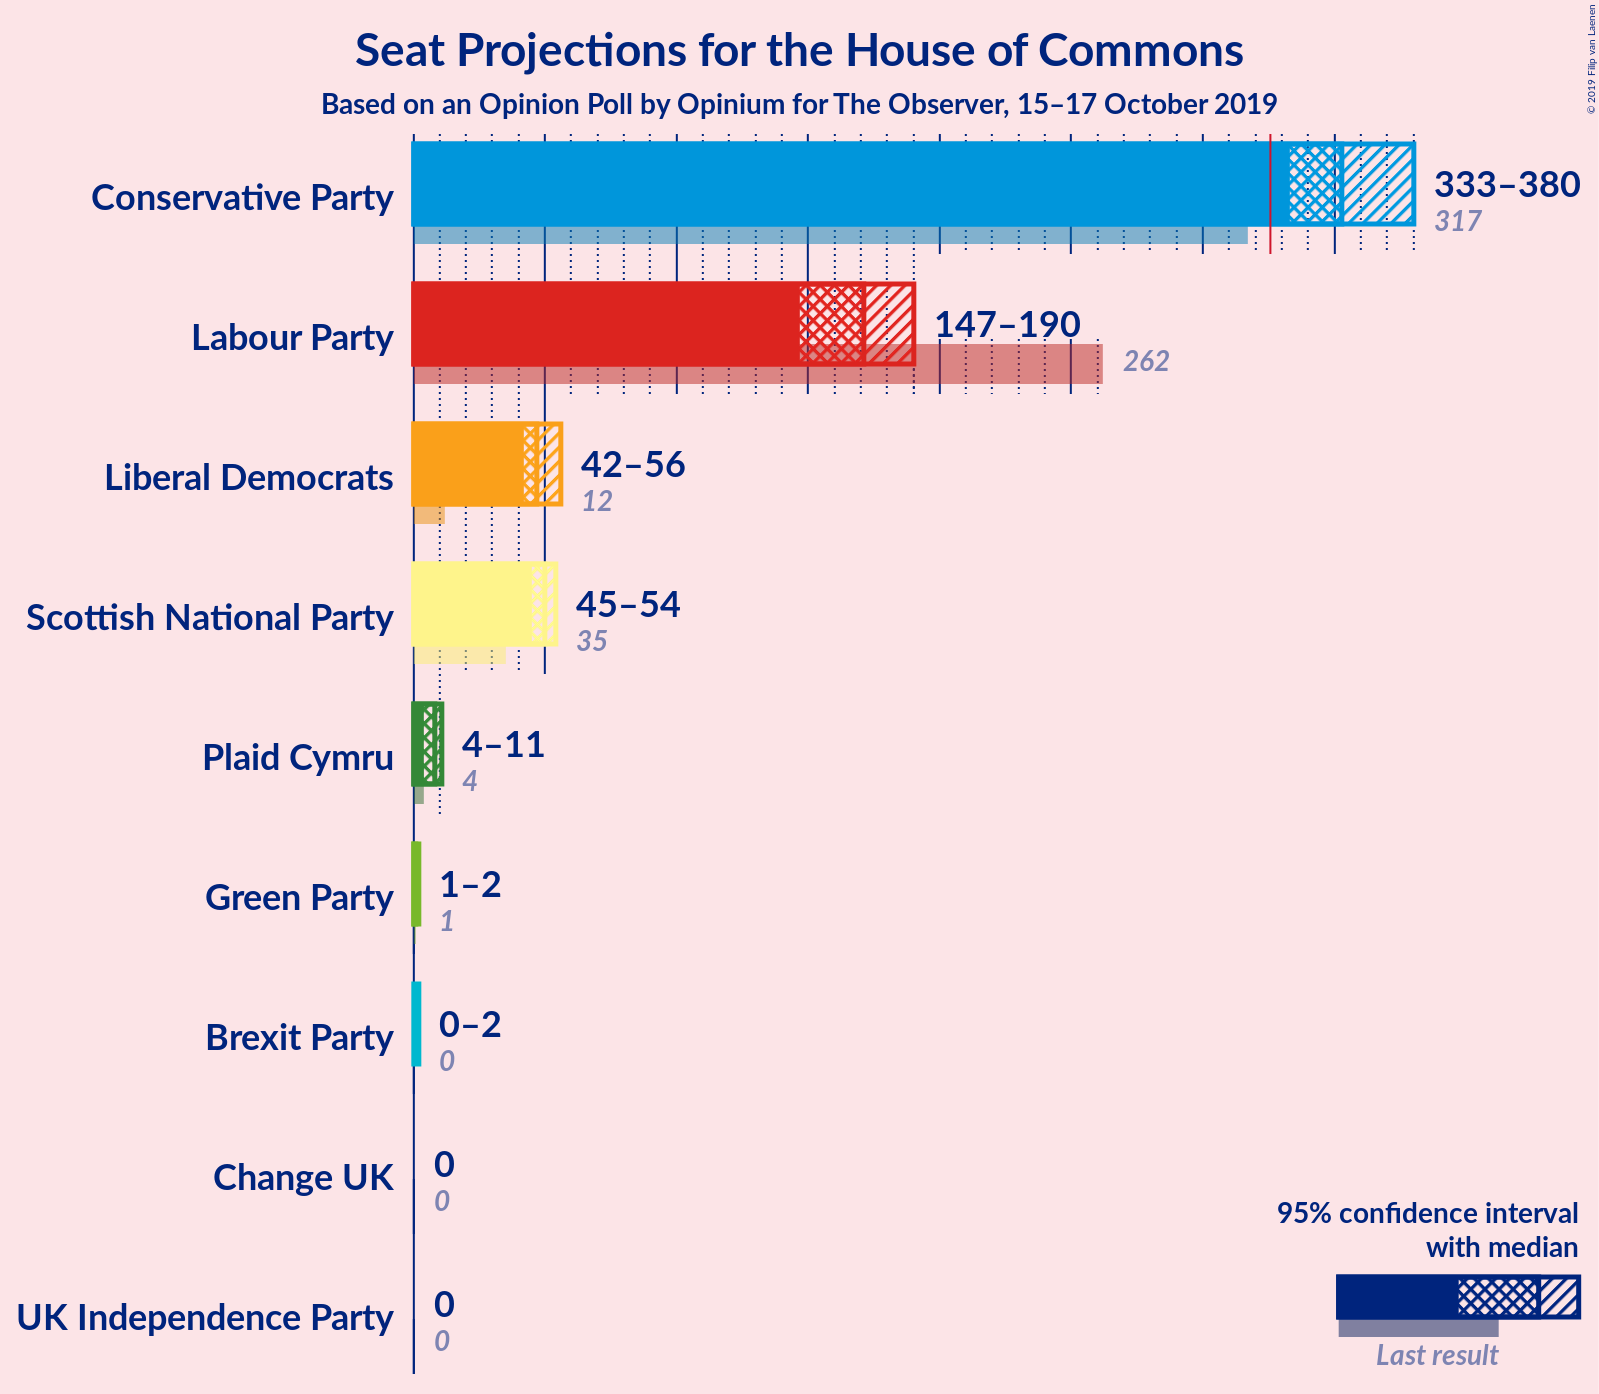 Seat Projections for the House of Commons
Based on an Opinion Poll by Opinium for The Observer, 15–17 October 2019
© 2019 Filip van Laenen
Conservative Party
333–380
317
Labour Party
147–190
262
Liberal Democrats
42–56
12
Scottish National Party
45–54
35
Plaid Cymru
4–11
4
Green Party
1–2
1
Brexit Party
0–2
0
Change UK
0
0
UK Independence Party
0
0
95% confidence interval
with median
Last result